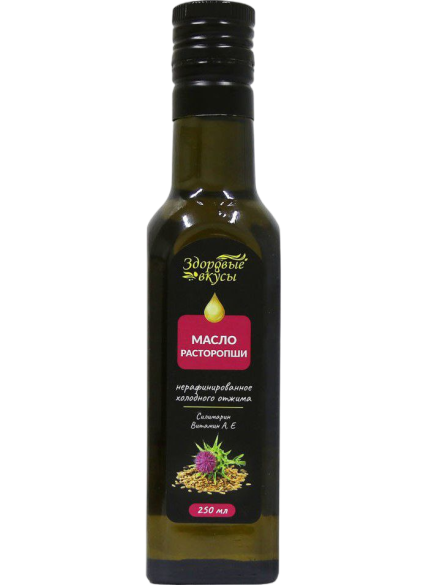 Здоровые
вкусы
МАСЛО
РАСТОРОПШИ
нерафинированное
холодного отжима
Силимарин
Витамин А, Е
250 мл